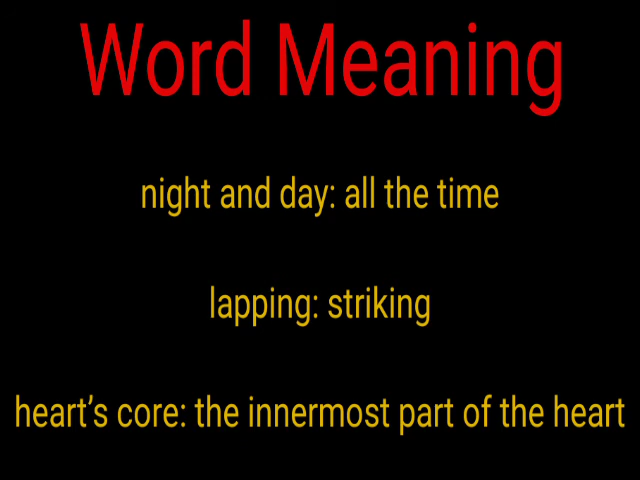 Word Meaning
night and day: all the time
lapping: striking
heart’s core: the innermost part of the heart